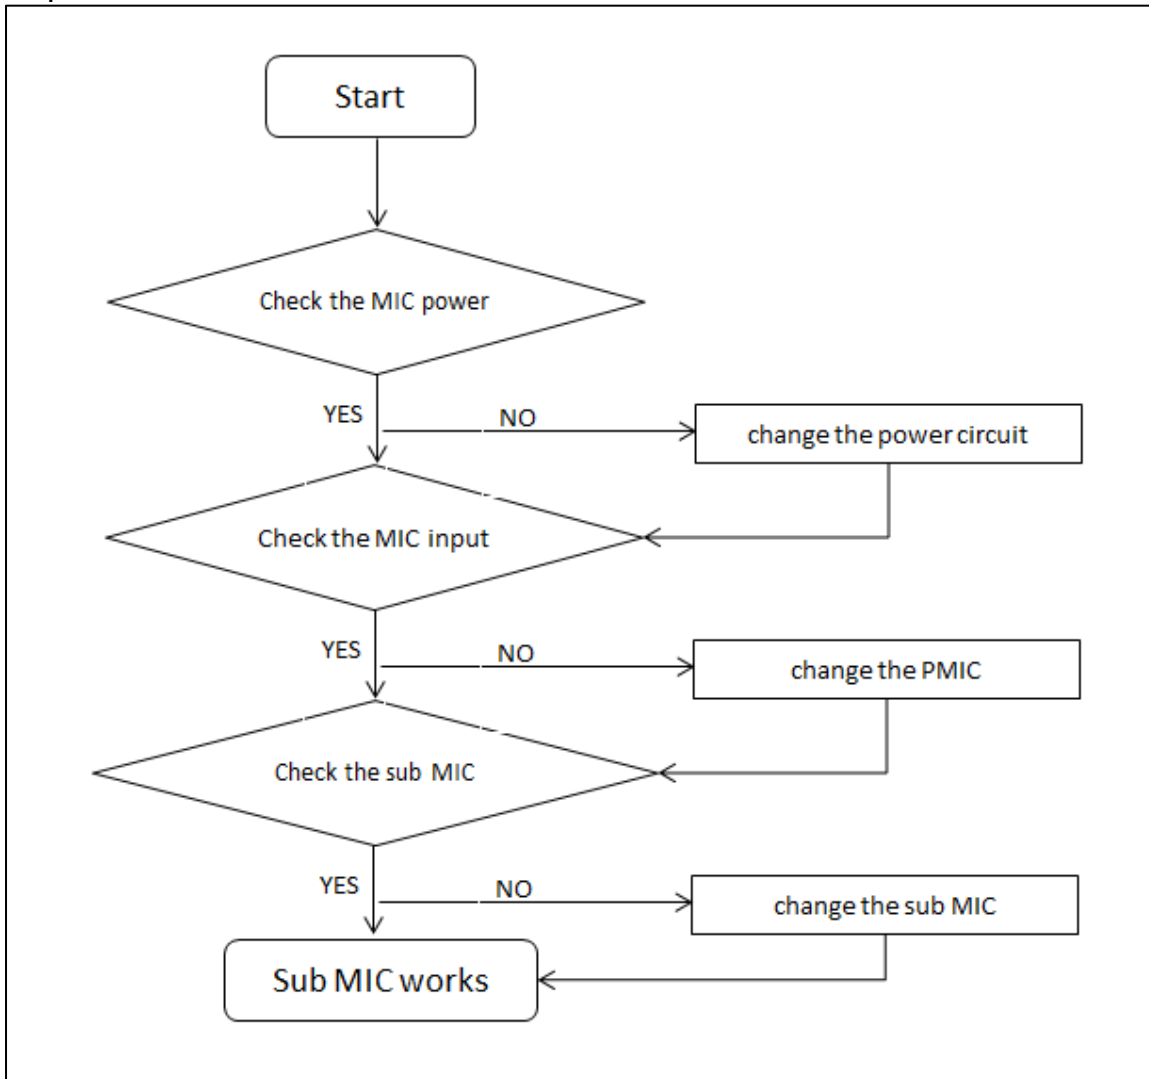 Start
Check the MIC power
YES
NO
change the power circuit
Check the MIC input
YES
NO
change the PMIC
Check the sub MIC
YES
NO
change the sub MIC
Sub MIC works